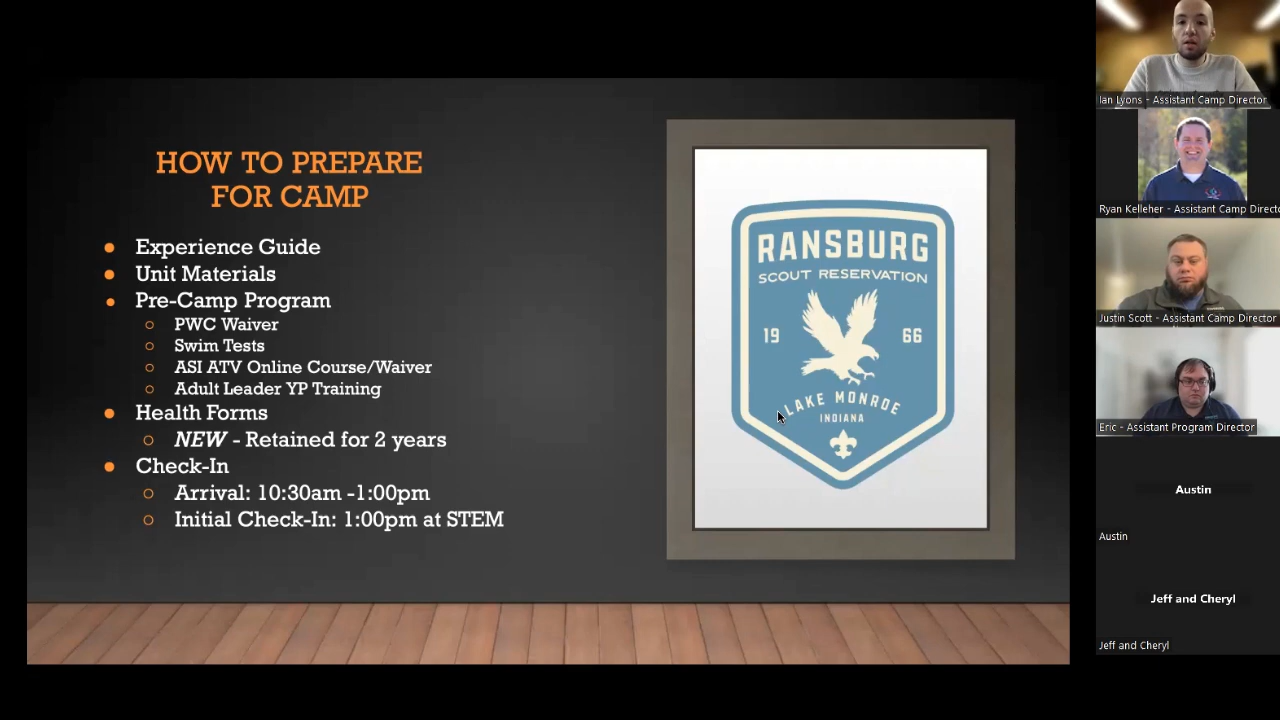 HOW TO PREPARE
FOR CAMP
Experience Guide
Unit Materials
Pre-Camp Program
PWC Waiver
Swim Tests
ASI ATV Online Course/Waiver
Adult Leader YP Training
Health Forms
NEW - Retained for 2 years
Check-In
Arrival: 10:30am -1:00pm
Initial Check-In: 1:00pm at STEM
RANSBURG
SCOUT RESERVATION
19 66
LAKE MONROE
INDIANA
Ian Lyons - Assistant Camp Director
Ryan Kelleher - Assistant Camp Directo
Justin Scott - Assistant Camp Director
Eric - Assistant Program Director
Austin
Austin
Jeff and Cheryl
Jeff and Cheryl